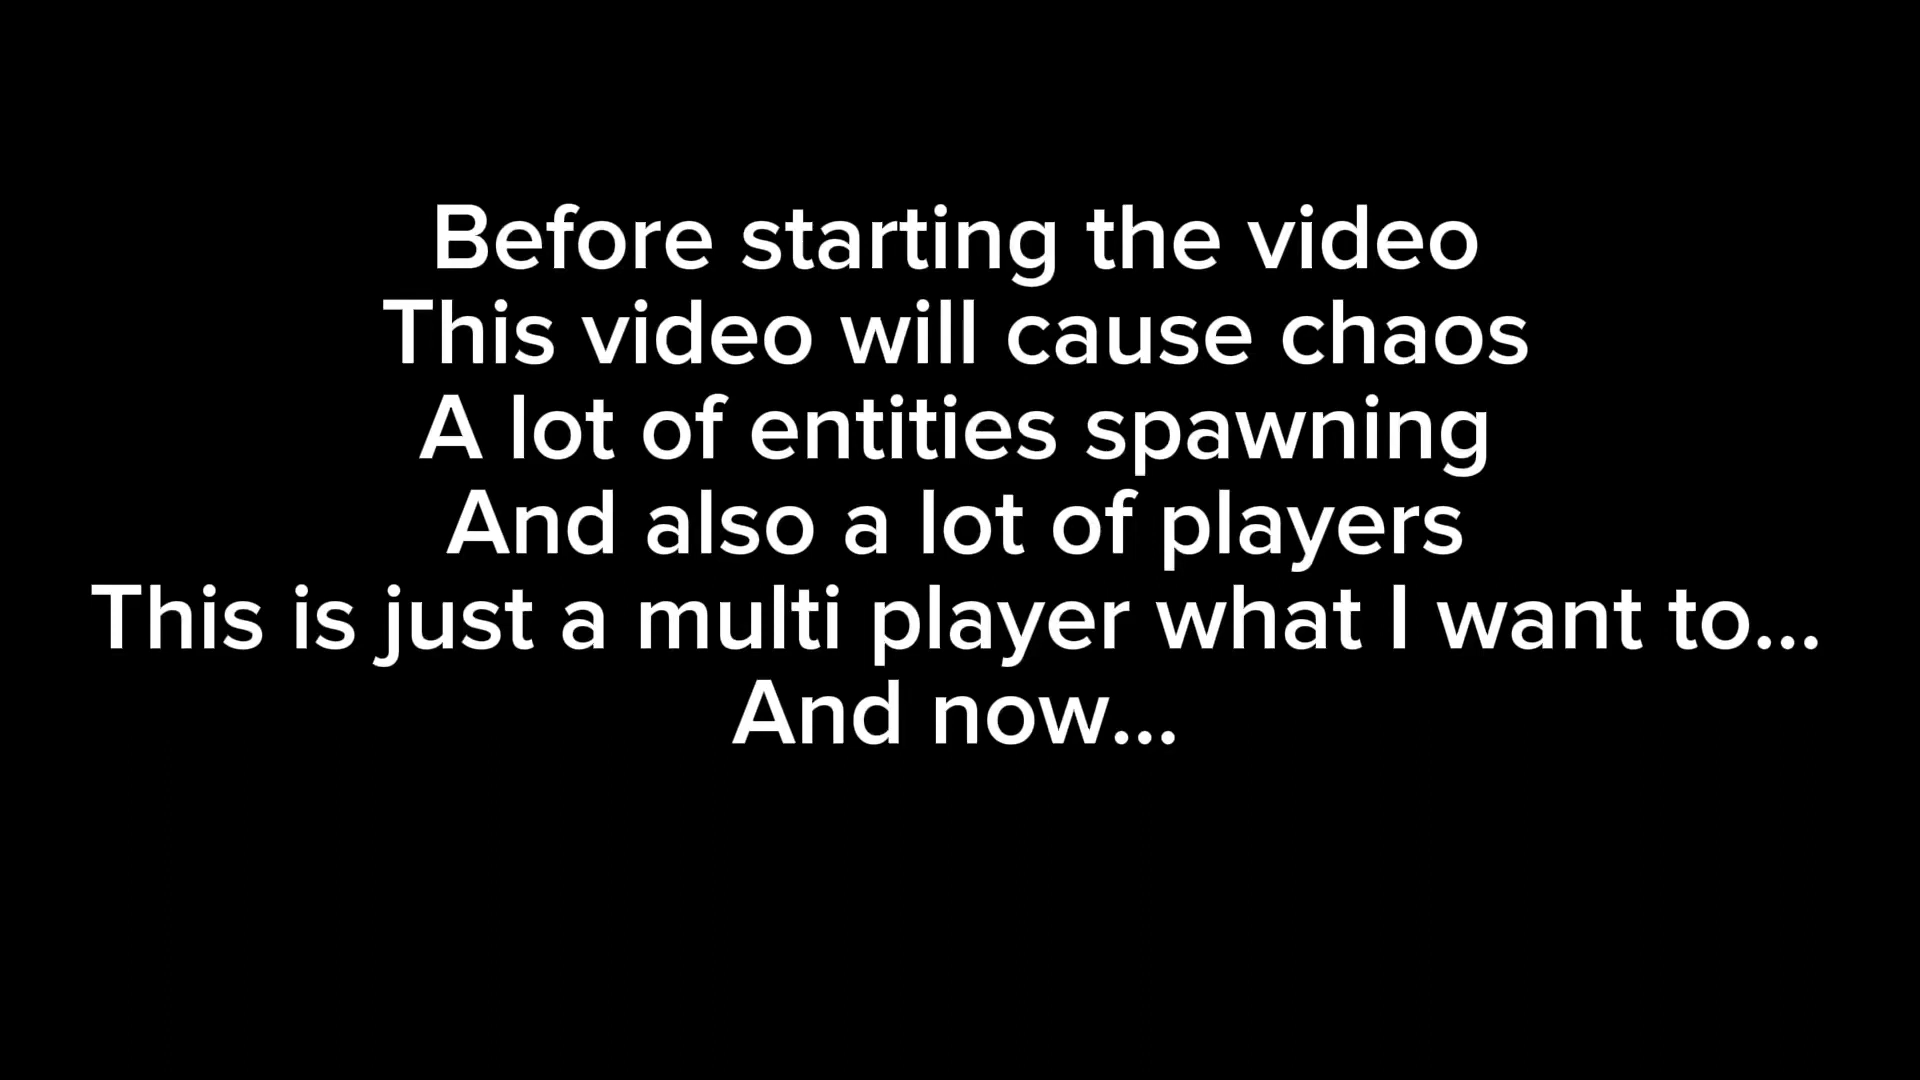 Before starting the video
This video will cause chaos
A lot of entities spawning
And also a lot of players
This is just a multi player what I want to...
And now...